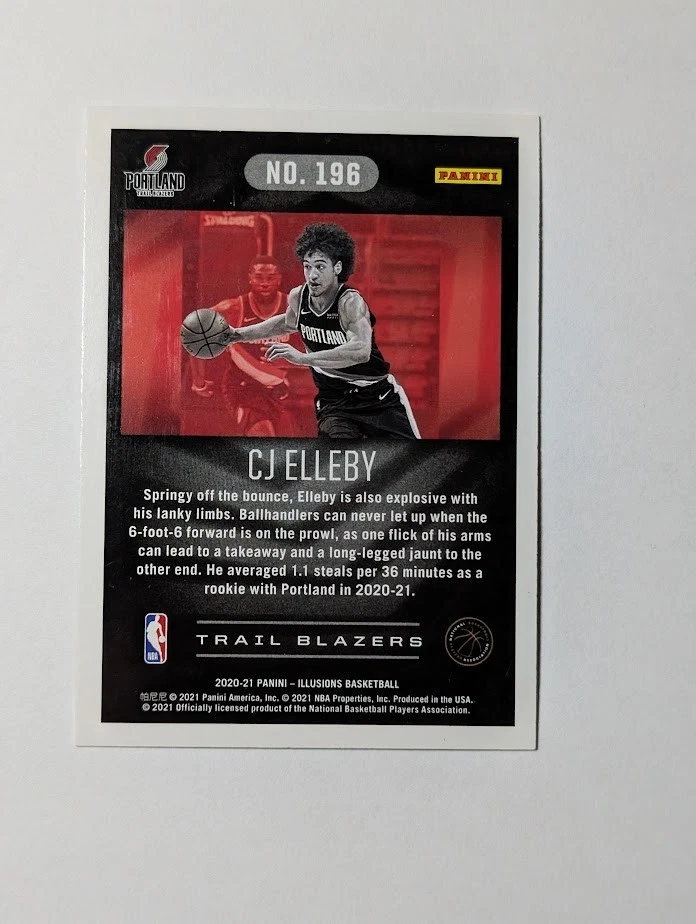 PORTLAND
TRAIL BLAZERS
NO. 196
PANINI
SPALDING
PORTLAND
CJ ELLEBY
Springy off the bounce, Elleby is also explosive with
his lanky limbs. Ballhandlers can never let up when the
6-foot-6 forward is on the prowl, as one flick of his arms
can lead to a takeaway and a long-legged jaunt to the
other end. He averaged 1.1 steals per 36 minutes as a
rookie with Portland in 2020-21.
NBA
TRAIL BLAZERS
NATIONAL BASKETBALL PLAYERS ASSOCIATION
2020-21 PANINI – ILLUSIONS BASKETBALL
帕尼尼 © 2021 Panini America, Inc. © 2021 NBA Properties, Inc. Produced in the USA.
© 2021 Officially licensed product of the National Basketball Players Association.